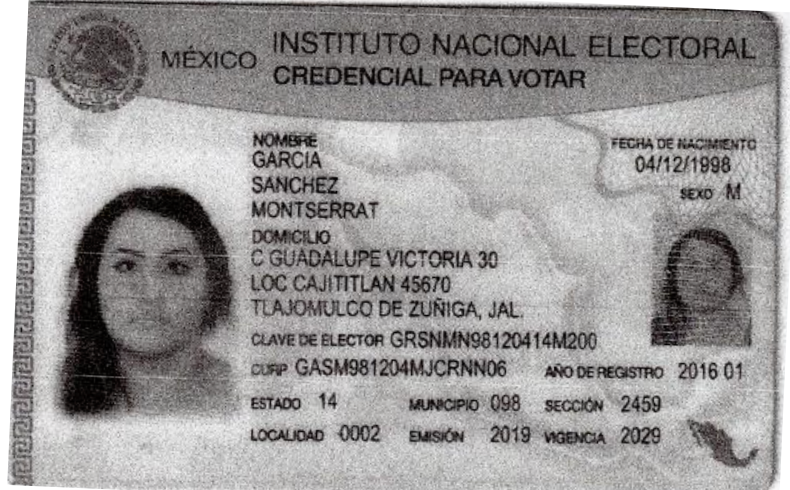 MÉXICO INSTITUTO NACIONAL ELECTORAL
CREDENCIAL PARA VOTAR
NOMBRE
GARCIA
SANCHEZ
MONTSERRAT
FECHA DE NACIMIENTO
04/12/1998
SEXO M
DOMICILIO
C GUADALUPE VICTORIA 30
LOC CAJITITLAN 45670
TLAJOMULCO DE ZUÑIGA, JAL.
CLAVE DE ELECTOR GRSNMN98120414M200
CURP GASM981204MJCRNN06 AÑO DE REGISTRO 2016 01
ESTADO 14 MUNICIPIO 098 SECCIÓN 2459
LOCALIDAD 0002 EMISIÓN 2019 VIGENCIA 2029